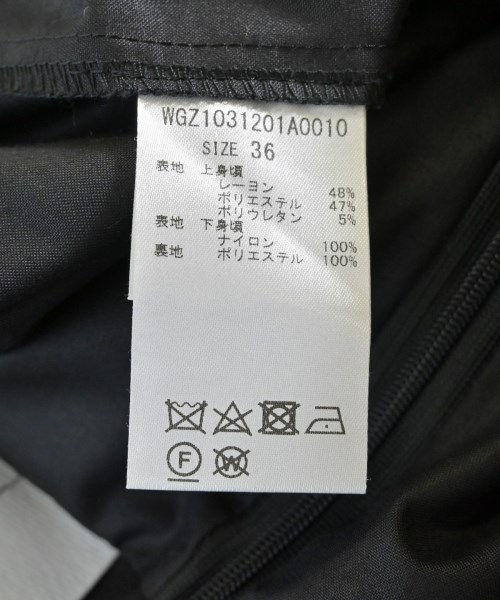 WGZ1031201A0010
SIZE 36
表地 上身頃
レーヨン 48%
ポリエステル 47%
ポリウレタン 5%
表地 下身頃
ナイロン 100%
裏地 ポリエステル 100%
F W